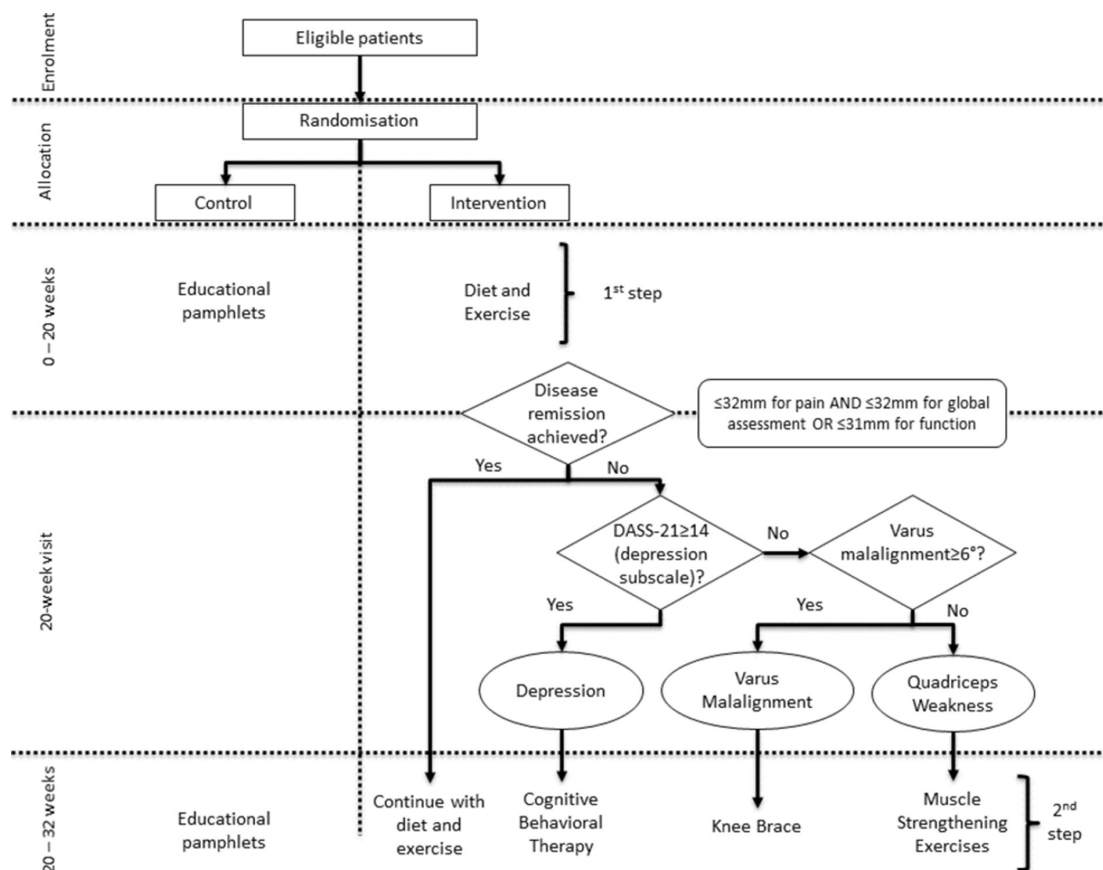 Enrolment
Eligible patients
Allocation
Randomisation
Control
Intervention
0 – 20 weeks
Educational
pamphlets
Diet and
Exercise
1st step
Disease
remission
achieved?
≤32mm for pain AND ≤32mm for global
assessment OR ≤31mm for function
20-week visit
Yes
No
DASS-21≥14
(depression
subscale)?
No
Varus
malalignment≥6°?
Yes
Yes
No
Depression
Varus
Malalignment
Quadriceps
Weakness
20 – 32 weeks
Educational
pamphlets
Continue with
diet and
exercise
Cognitive
Behavioral
Therapy
Knee Brace
Muscle
Strengthening
Exercises
2nd
step